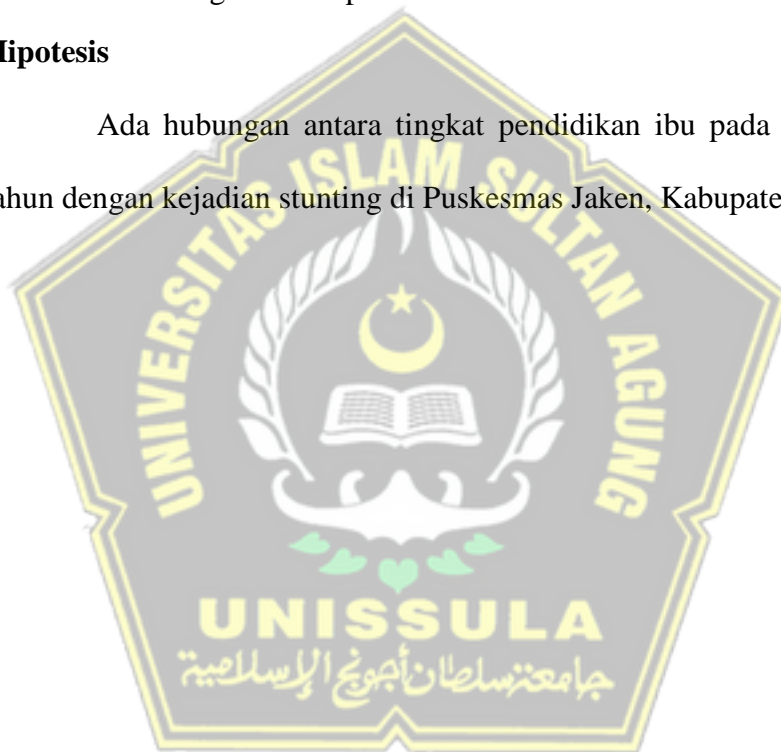 Hipotesis
Ada hubungan antara tingkat pendidikan ibu pada
tahun dengan kejadian stunting di Puskesmas Jaken, Kabupate
UNIVERSITAS ISLAM SULTAN AGUNG
UNISSULA
جامعة سلطان أجونج الإسلامية